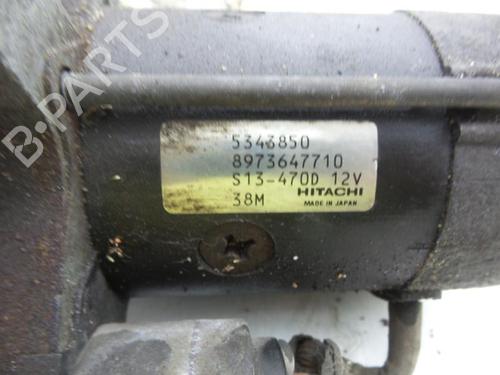 B-PARTS
5343850
8973647710
S13-470D 12V
38M HITACHI
MADE IN JAPAN